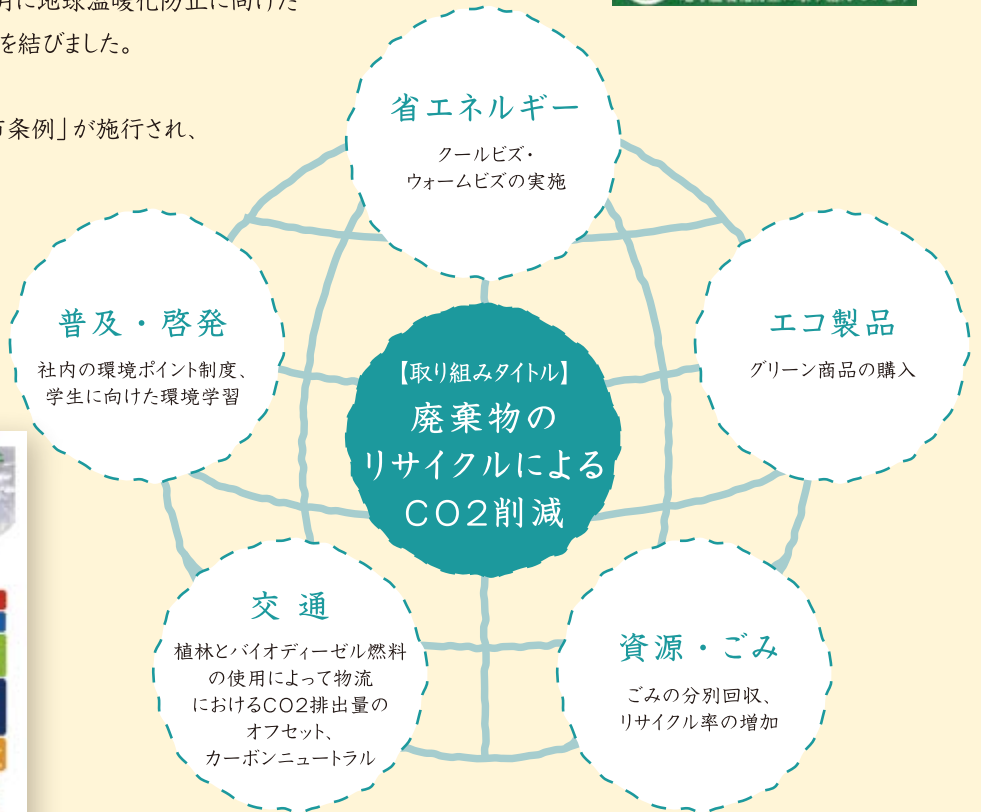 月に地球温暖化防止に向けた
を結びました。
条例」が施行され、
省エネルギー
クールビズ・
ウォームビズの実施
普及・啓発
社内の環境ポイント制度、
学生に向けた環境学習
エコ製品
グリーン商品の購入
【取り組みタイトル】
廃棄物の
リサイクルによる
CO2削減
交 通
植林とバイオディーゼル燃料
の使用によって物流
におけるCO2排出量の
オフセット、
カーボンニュートラル
資源・ごみ
ごみの分別回収、
リサイクル率の増加